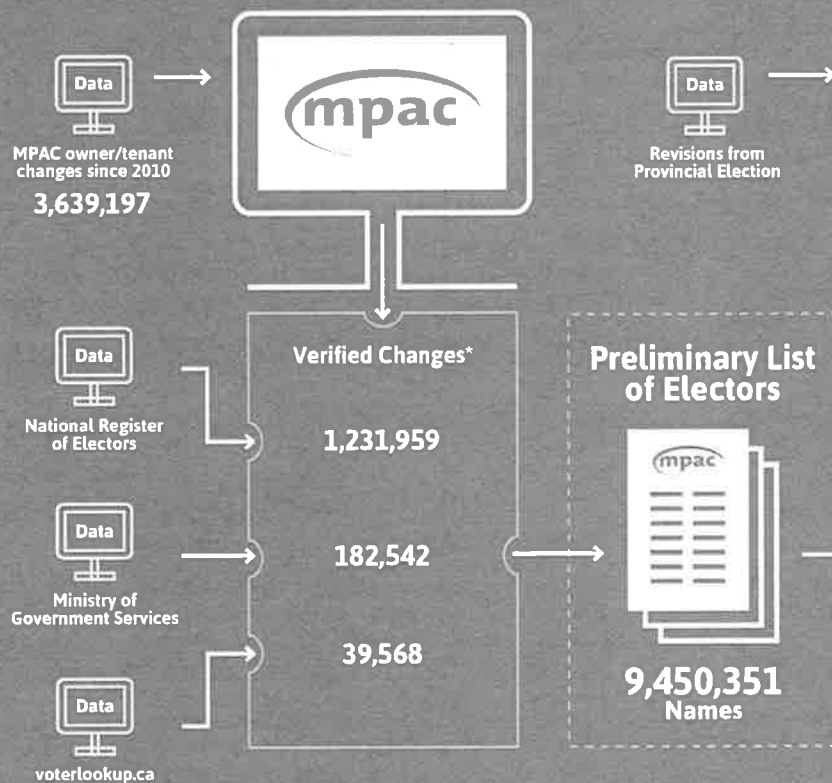 Data
MPAC owner/tenant
changes since 2010
3,639,197
mpac
Data
Revisions from
Provincial Election
Data
National Register
of Electors
Data
Ministry of
Government Services
Data
voterlookup.ca
Verified Changes*
1,231,959
182,542
39,568
Preliminary List
of Electors
mpac
9,450,351
Names